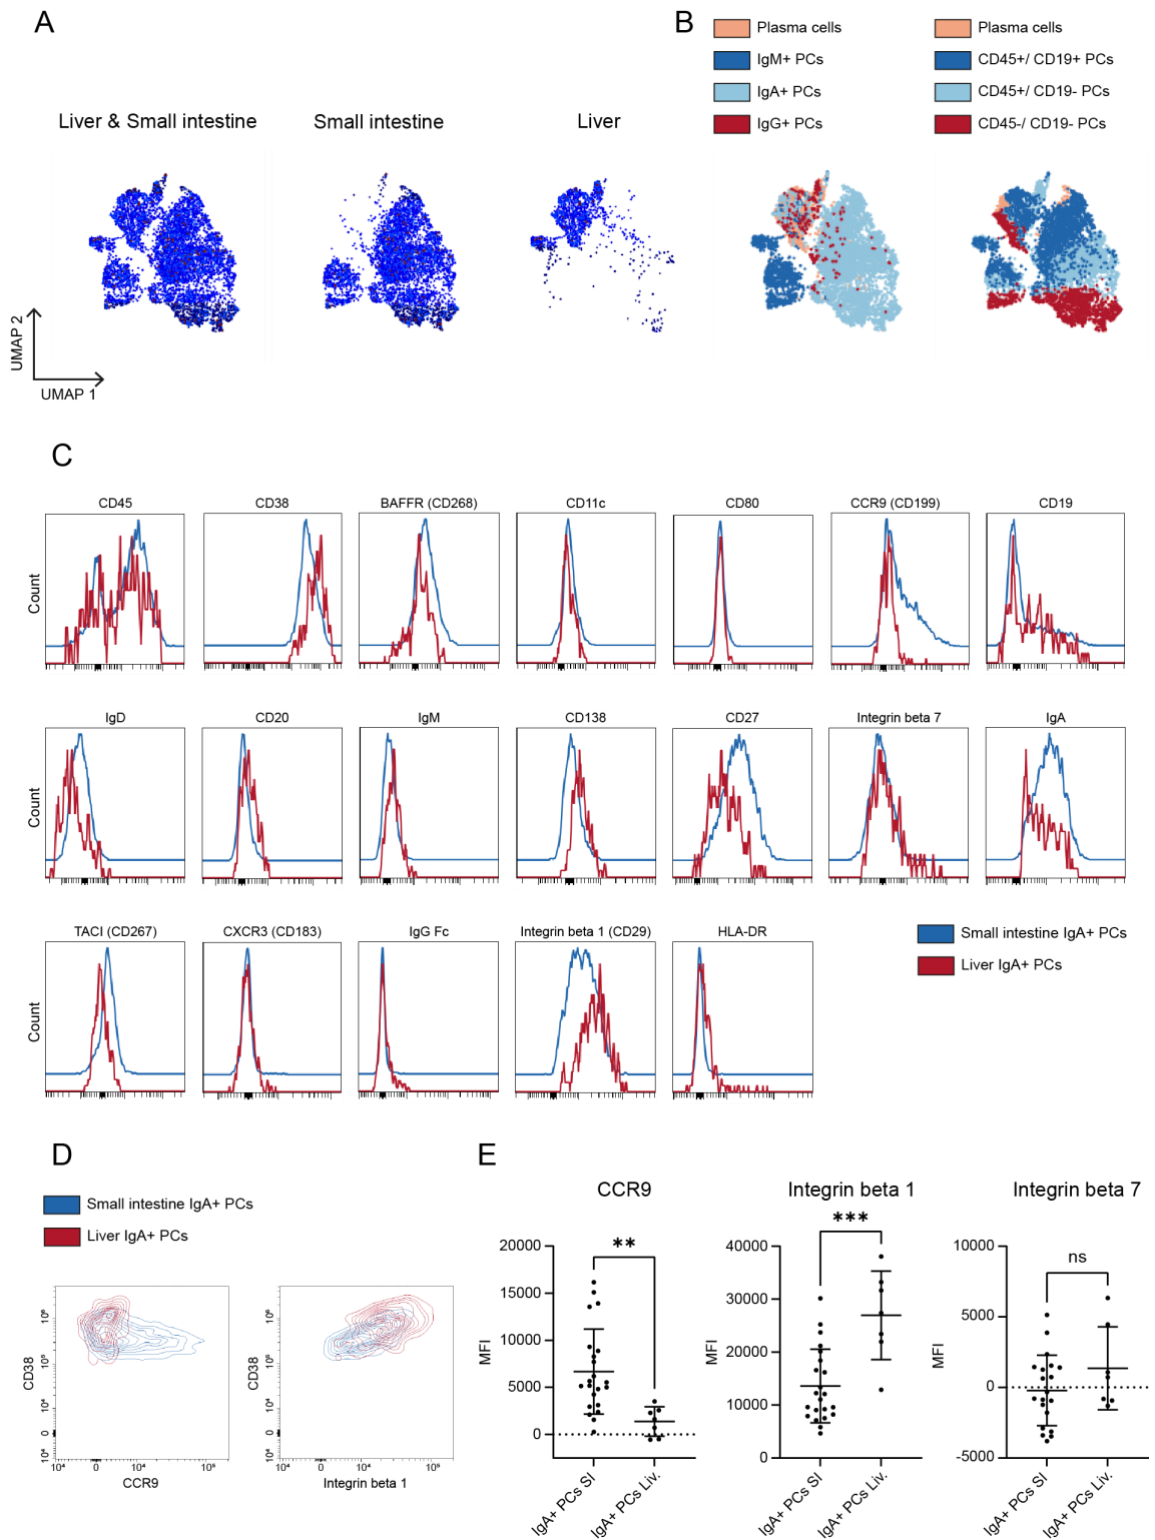 A
B
Plasma cells
Plasma cells
IgM+ PCs
CD45+/ CD19+ PCs
IgA+ PCs
CD45+/ CD19- PCs
IgG+ PCs
CD45-/ CD19- PCs
Liver & Small intestine
Small intestine
Liver
UMAP 2
UMAP 1
C
CD45
CD38
BAFFR (CD268)
CD11c
CD80
CCR9 (CD199)
CD19
Count
IgD
CD20
IgM
CD138
CD27
Integrin beta 7
IgA
Count
TACI (CD267)
CXCR3 (CD183)
IgG Fc
Integrin beta 1 (CD29)
HLA-DR
Count
Small intestine IgA+ PCs
Liver IgA+ PCs
D
Small intestine IgA+ PCs
Liver IgA+ PCs
CD38
CCR9
CD38
Integrin beta 1
E
CCR9
Integrin beta 1
Integrin beta 7
**
***
ns
MFI
20000
15000
10000
5000
0
IgA+ PCs SI
IgA+ PCs Liv.
MFI
40000
30000
20000
10000
0
IgA+ PCs SI
IgA+ PCs Liv.
MFI
10000
5000
0
-5000
IgA+ PCs SI
IgA+ PCs Liv.